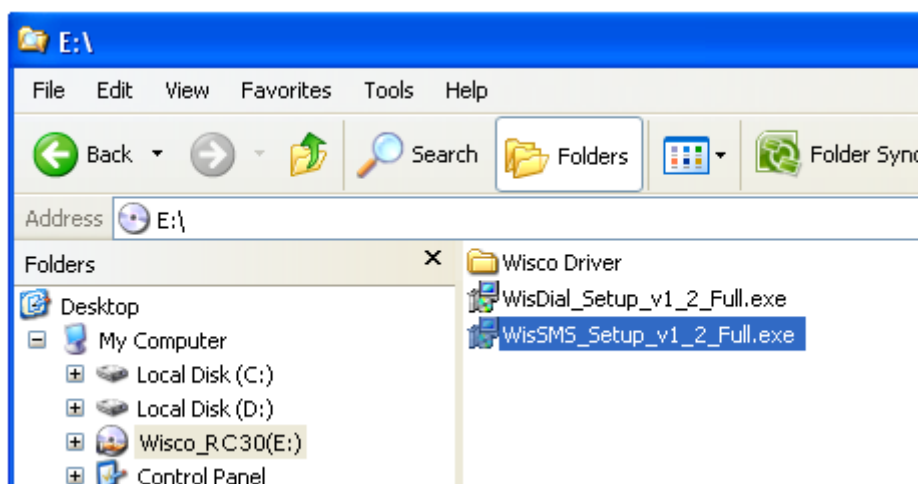 E:\
File Edit View Favorites Tools Help
Back Search Folders Folder Sync
Address E:\
Folders
Wisco Driver
WisDial_Setup_v1_2_Full.exe
WisSMS_Setup_v1_2_Full.exe
Desktop
My Computer
Local Disk (C:)
Local Disk (D:)
Wisco_RC30(E:)
Control Panel